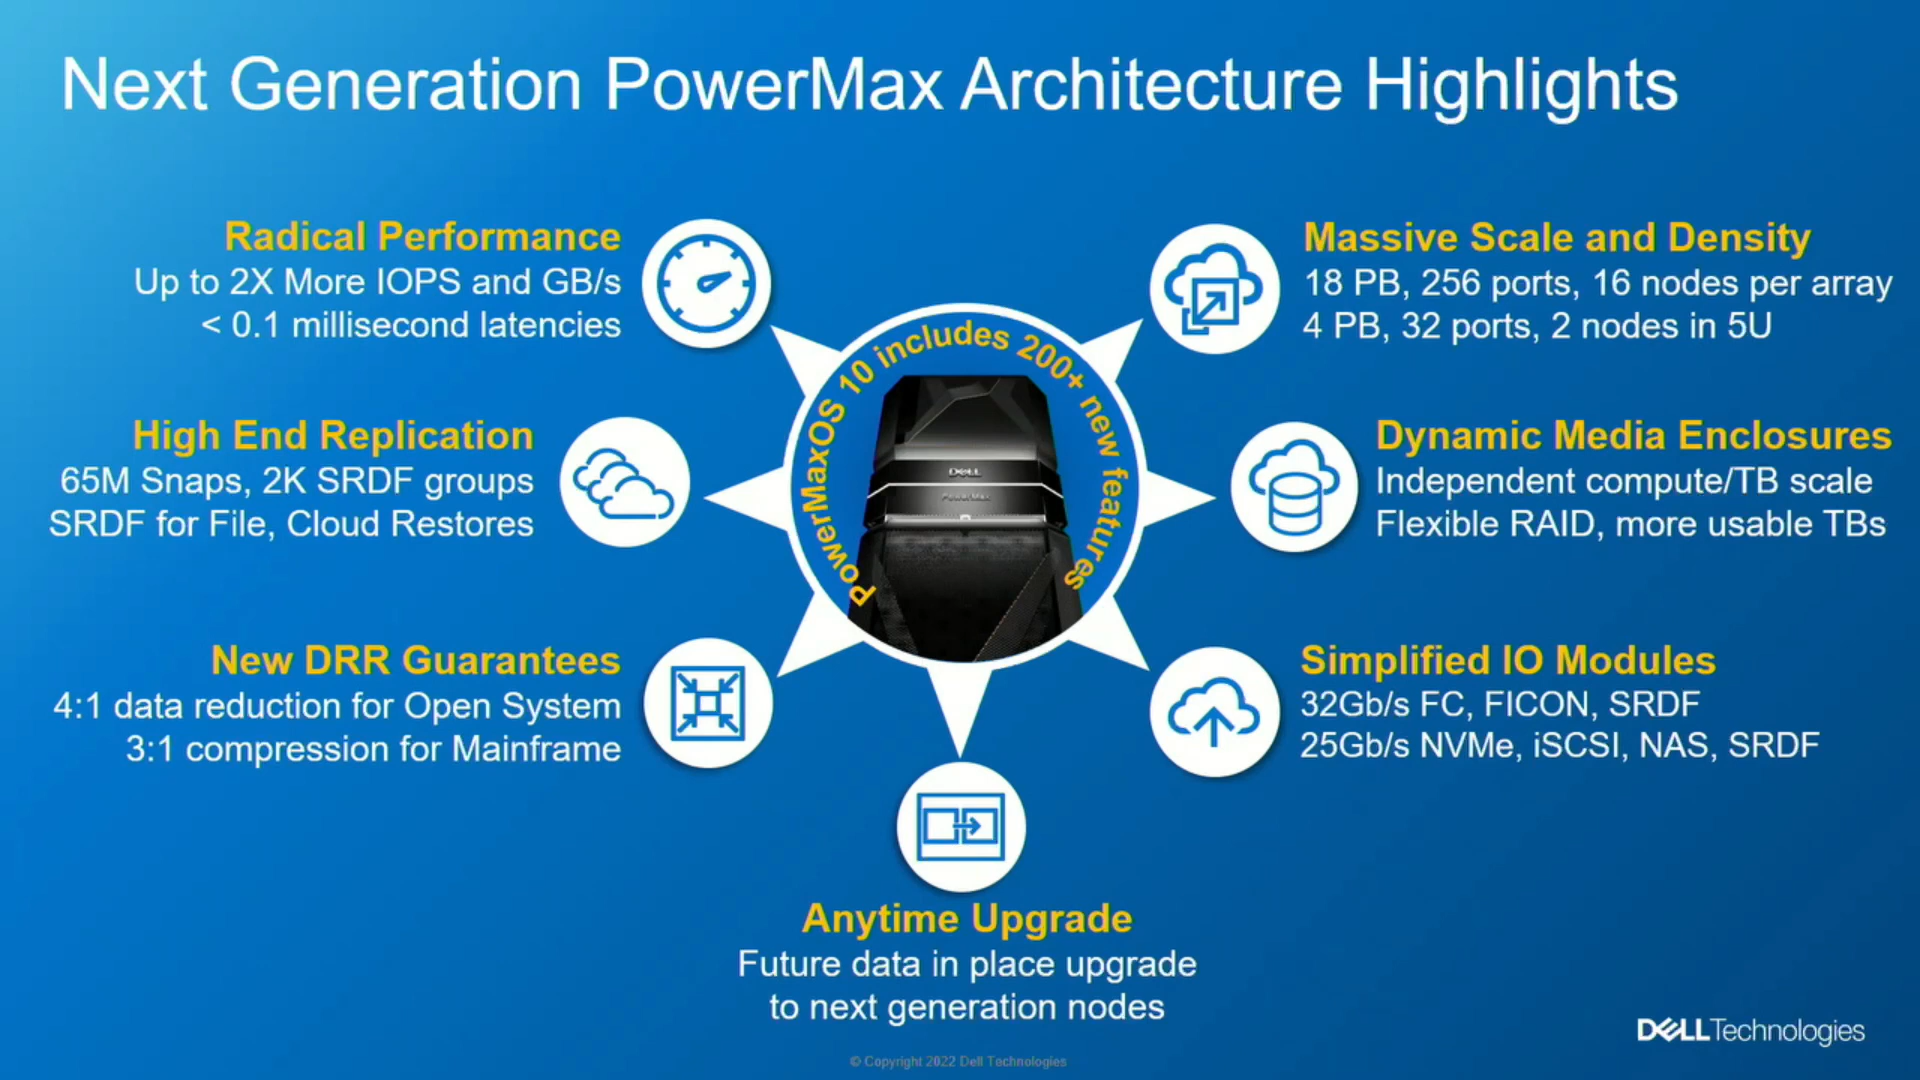 Next Generation PowerMax Architecture Highlights
Radical Performance
Up to 2X More IOPS and GB/s
< 0.1 millisecond latencies
High End Replication
65M Snaps, 2K SRDF groups
SRDF for File, Cloud Restores
New DRR Guarantees
4:1 data reduction for Open System
3:1 compression for Mainframe
PowerMaxOS 10 includes 200+ new features
DELL
PowerMax
Massive Scale and Density
18 PB, 256 ports, 16 nodes per array
4 PB, 32 ports, 2 nodes in 5U
Dynamic Media Enclosures
Independent compute/TB scale
Flexible RAID, more usable TBs
Simplified IO Modules
32Gb/s FC, FICON, SRDF
25Gb/s NVMe, iSCSI, NAS, SRDF
Anytime Upgrade
Future data in place upgrade
to next generation nodes
DELLTechnologies
© Copyright 2022 Dell Technologies